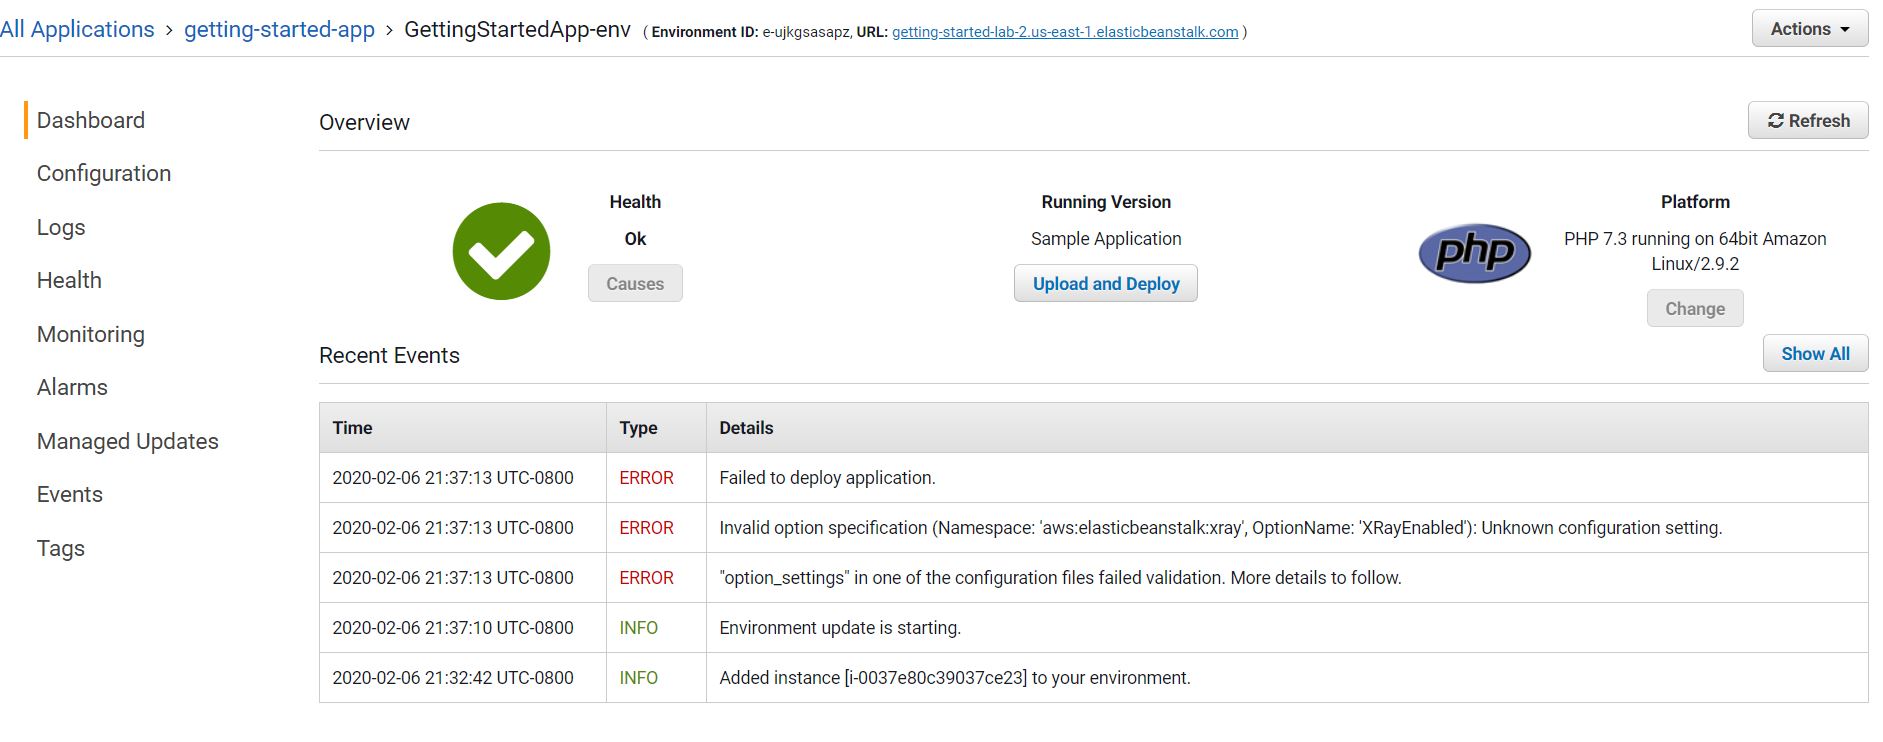 All Applications > getting-started-app > GettingStartedApp-env ( Environment ID: e-ujkgsasapz, URL: getting-started-lab-2.us-east-1.elasticbeanstalk.com )
Actions
Dashboard
Configuration
Logs
Health
Monitoring
Alarms
Managed Updates
Events
Tags
Overview
Refresh
Health
Ok
Causes
Running Version
Sample Application
Upload and Deploy
php
Platform
PHP 7.3 running on 64bit Amazon
Linux/2.9.2
Change
Recent Events
Show All
Time Type Details
2020-02-06 21:37:13 UTC-0800 ERROR Failed to deploy application.
2020-02-06 21:37:13 UTC-0800 ERROR Invalid option specification (Namespace: 'aws:elasticbeanstalk:xray', OptionName: 'XRayEnabled'): Unknown configuration setting.
2020-02-06 21:37:13 UTC-0800 ERROR "option_settings" in one of the configuration files failed validation. More details to follow.
2020-02-06 21:37:10 UTC-0800 INFO Environment update is starting.
2020-02-06 21:32:42 UTC-0800 INFO Added instance [i-0037e80c39037ce23] to your environment.